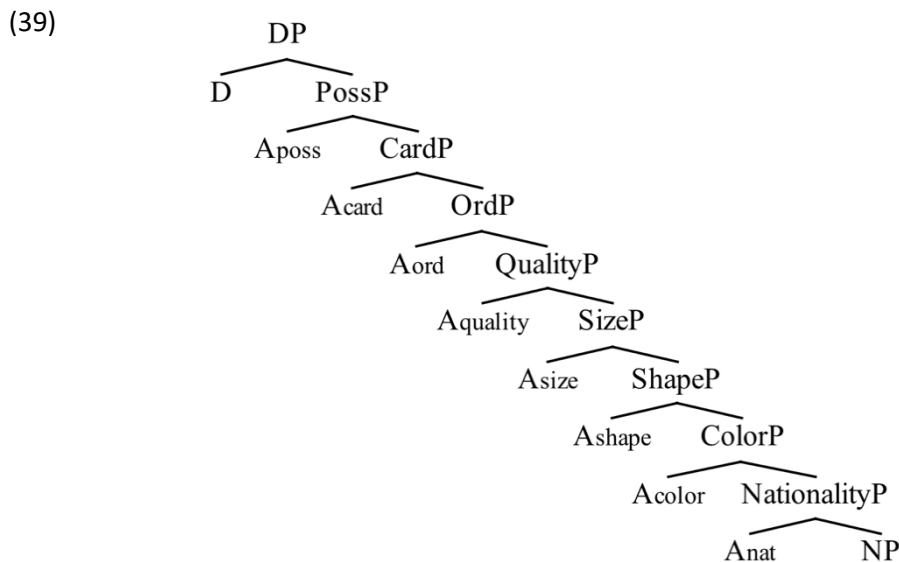 (39)
DP
D PossP
Aposs CardP
Acard OrdP
Aord QualityP
Aquality SizeP
Asize ShapeP
Ashape ColorP
Acolor NationalityP
Anat NP